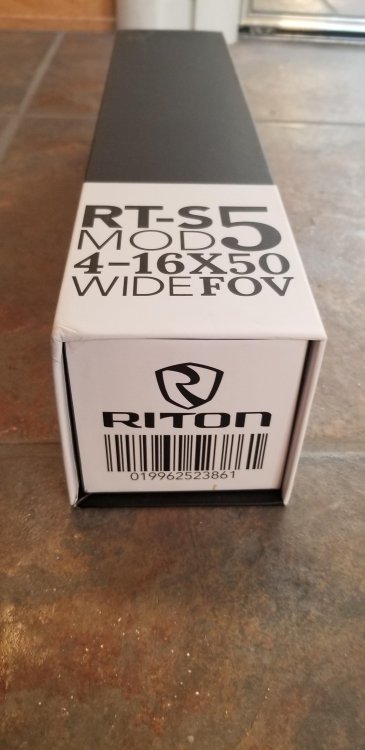 RT-S 5
MOD
4-16X50
WIDE FOV
RITON
019962523861